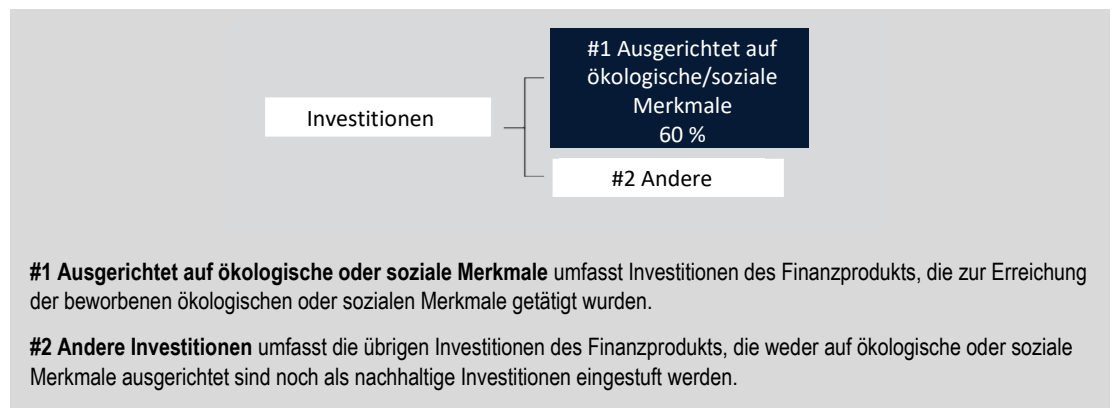 #1 Ausgerichtet auf
ökologische/soziale
Merkmale
60 %
Investitionen
#2 Andere
#1 Ausgerichtet auf ökologische oder soziale Merkmale umfasst Investitionen des Finanzprodukts, die zur Erreichung
der beworbenen ökologischen oder sozialen Merkmale getätigt wurden.
#2 Andere Investitionen umfasst die übrigen Investitionen des Finanzprodukts, die weder auf ökologische oder soziale
Merkmale ausgerichtet sind noch als nachhaltige Investitionen eingestuft werden.